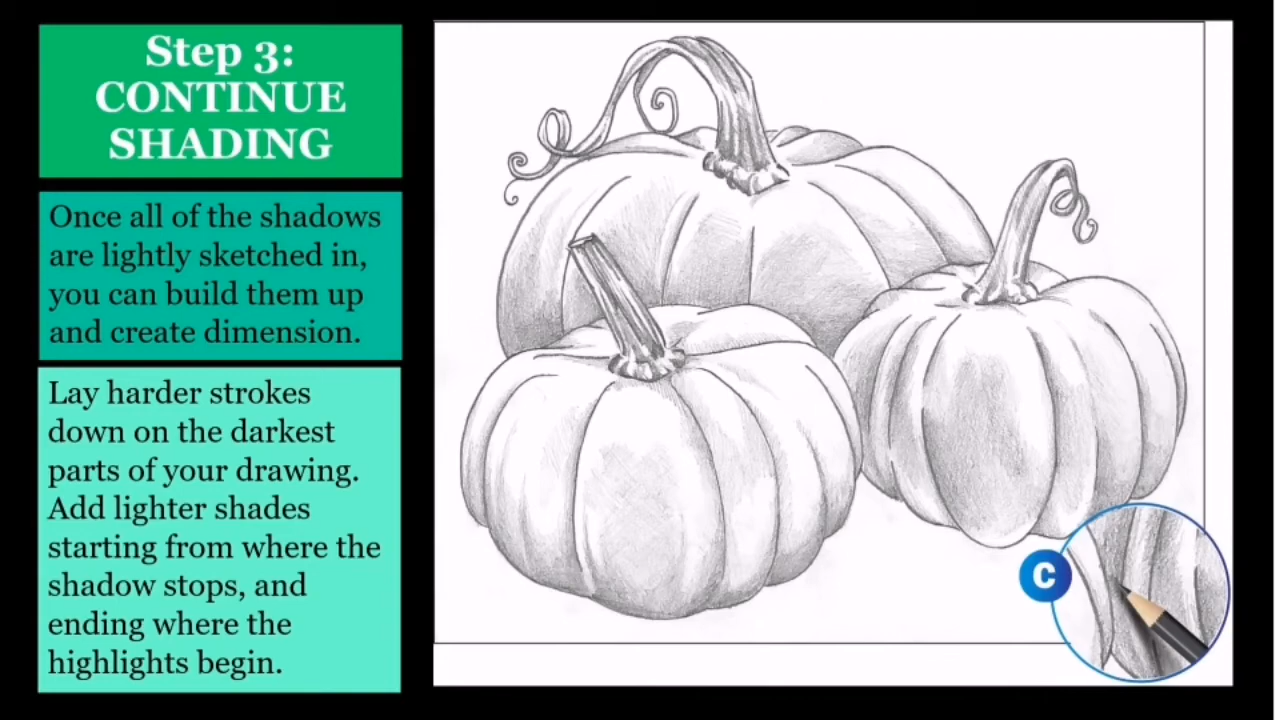 Step 3:
CONTINUE
SHADING
Once all of the shadows
are lightly sketched in,
you can build them up
and create dimension.
Lay harder strokes
down on the darkest
parts of your drawing.
Add lighter shades
starting from where the
shadow stops, and
ending where the
highlights begin.
C